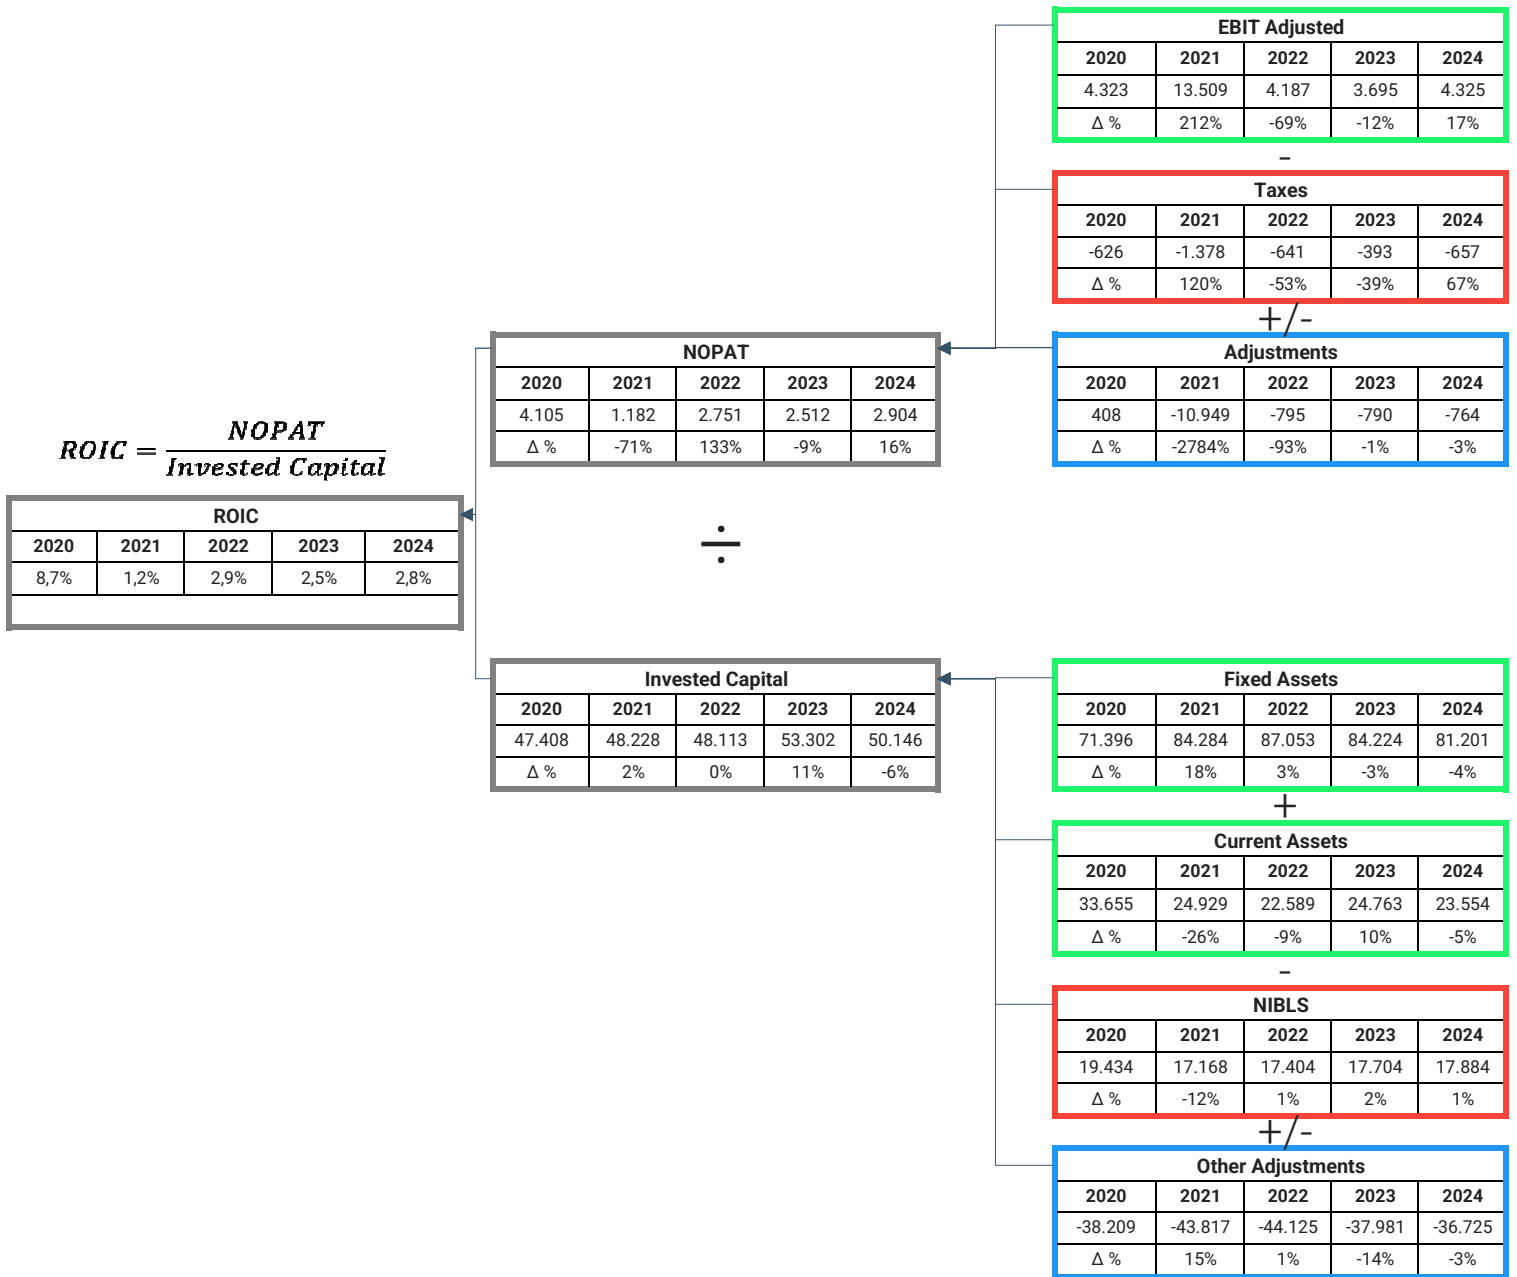 ROIC = NOPAT / Invested Capital
ROIC
2020 2021 2022 2023 2024
8,7% 1,2% 2,9% 2,5% 2,8%
NOPAT
2020 2021 2022 2023 2024
4.105 1.182 2.751 2.512 2.904
Δ % -71% 133% -9% 16%
÷
Invested Capital
2020 2021 2022 2023 2024
47.408 48.228 48.113 53.302 50.146
Δ % 2% 0% 11% -6%
EBIT Adjusted
2020 2021 2022 2023 2024
4.323 13.509 4.187 3.695 4.325
Δ % 212% -69% -12% 17%
-
Taxes
2020 2021 2022 2023 2024
-626 -1.378 -641 -393 -657
Δ % 120% -53% -39% 67%
+/-
Adjustments
2020 2021 2022 2023 2024
408 -10.949 -795 -790 -764
Δ % -2784% -93% -1% -3%
Fixed Assets
2020 2021 2022 2023 2024
71.396 84.284 87.053 84.224 81.201
Δ % 18% 3% -3% -4%
+
Current Assets
2020 2021 2022 2023 2024
33.655 24.929 22.589 24.763 23.554
Δ % -26% -9% 10% -5%
-
NIBLS
2020 2021 2022 2023 2024
19.434 17.168 17.404 17.704 17.884
Δ % -12% 1% 2% 1%
+/-
Other Adjustments
2020 2021 2022 2023 2024
-38.209 -43.817 -44.125 -37.981 -36.725
Δ % 15% 1% -14% -3%